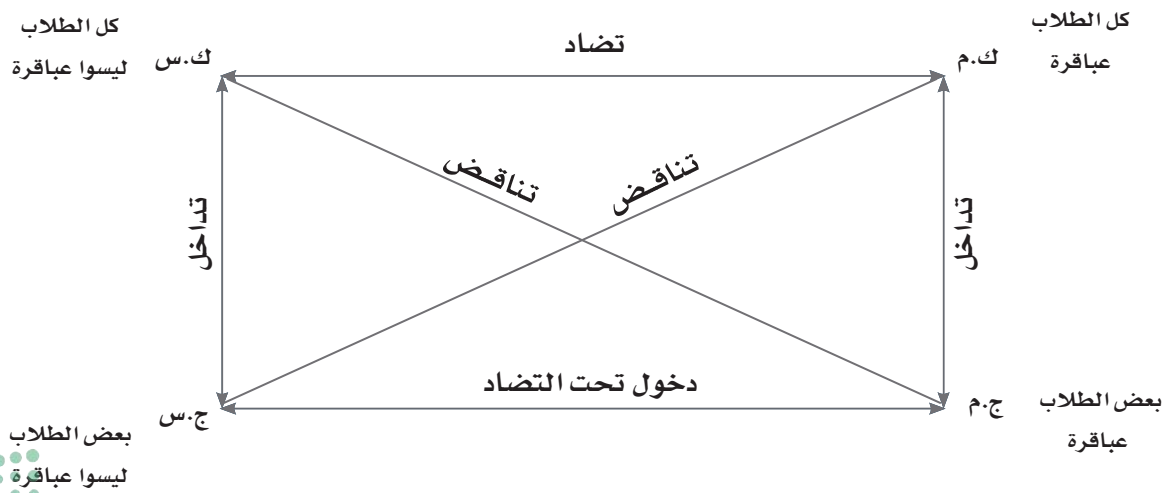 كل الطلاب
عباقرة
ك.م
تضاد
ك.س
كل الطلاب
ليسوا عباقرة
تناقض
تناقض
تداخل
تداخل
دخول تحت التضاد
بعض الطلاب
عباقرة
ج.م
ج.س
بعض الطلاب
ليسوا عباقرة